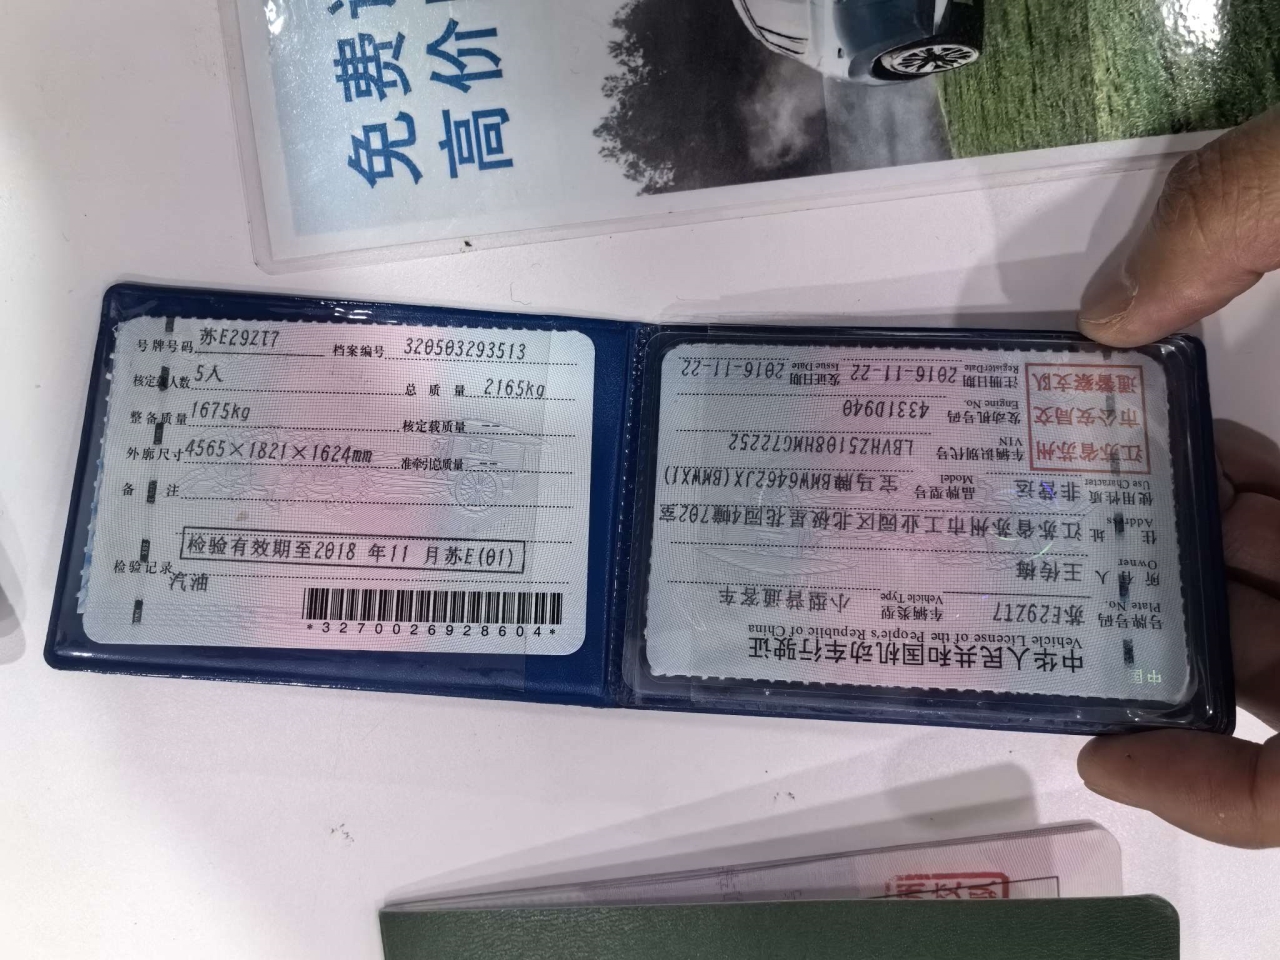 免费
高价
号牌号码 苏E29ZT7 档案编号 320503293513
核定载人数 5人 总质量 2165kg
整备质量 1675kg 核定载质量 --
外廓尺寸 4565×1821×1624mm 准牵引总质量 --
备注
检验有效期至2018年11月苏E(01)
检验记录
汽油
*3270026928604*
中华人民共和国机动车行驶证
Vehicle License of the People's Republic of China
号牌号码 苏E29ZT7 车辆类型 小型普通客车
Plate No. Vehicle Type
所有人 王传梅
Owner
住址 江苏省苏州市工业园区北极星花园4幢702室
Address
使用性质 非营运 品牌型号 宝马牌BMW6462JX(BMWX1)
Use Character Model
江苏省苏州
市公安局交
通警察支队
车辆识别代号 LBVHZ5108HMC72252
VIN
发动机号码 4331D940
Engine No.
注册日期 2016-11-22 发证日期 2016-11-22
Register Date Issue Date